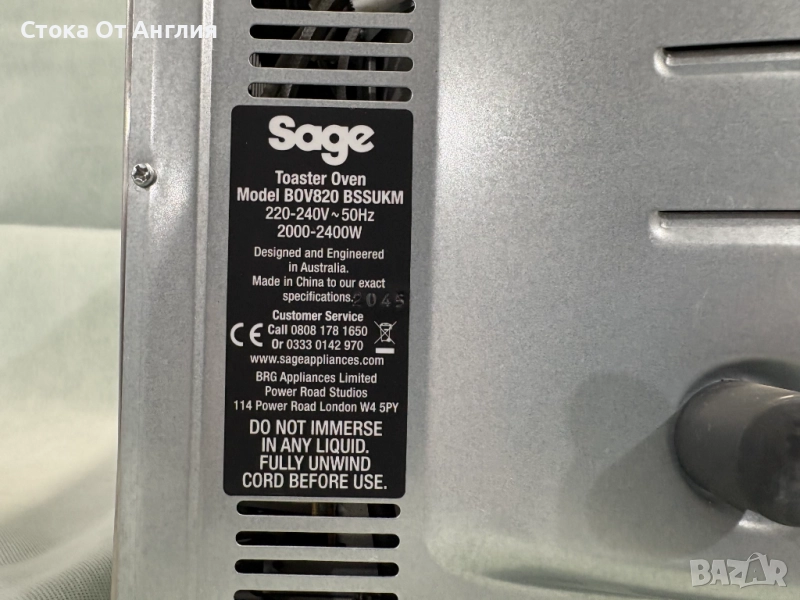 Стока От Англия
Sage
Toaster Oven
Model BOV820 BSSUKM
220-240V~50Hz
2000-2400W
Designed and Engineered
in Australia.
Made in China to our exact
specifications. 2045
Customer Service
CE Call 0808 178 1650
Or 0333 0142 970
www.sageappliances.com
BRG Appliances Limited
Power Road Studios
114 Power Road London W4 5PY
DO NOT IMMERSE
IN ANY LIQUID.
FULLY UNWIND
CORD BEFORE USE.
BAZAR